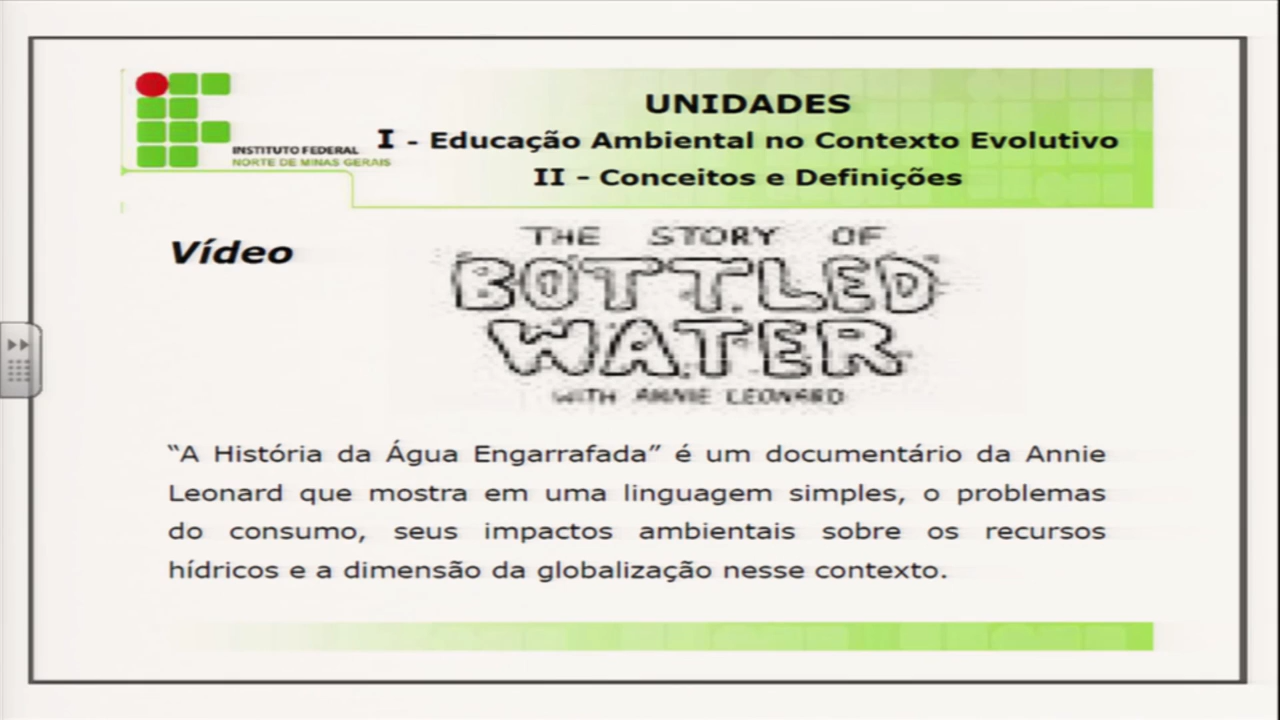 UNIDADES
I - Educação Ambiental no Contexto Evolutivo
II – Conceitos e Definições
INSTITUTO FEDERAL
NORTE DE MINAS GERAIS
Vídeo
THE STORY OF
BOTTLED
WATER
WITH ANNIE LEONARD
“A História da Água Engarrafada” é um documentário da Annie
Leonard que mostra em uma linguagem simples, o problemas
do consumo, seus impactos ambientais sobre os recursos
hídricos e a dimensão da globalização nesse contexto.